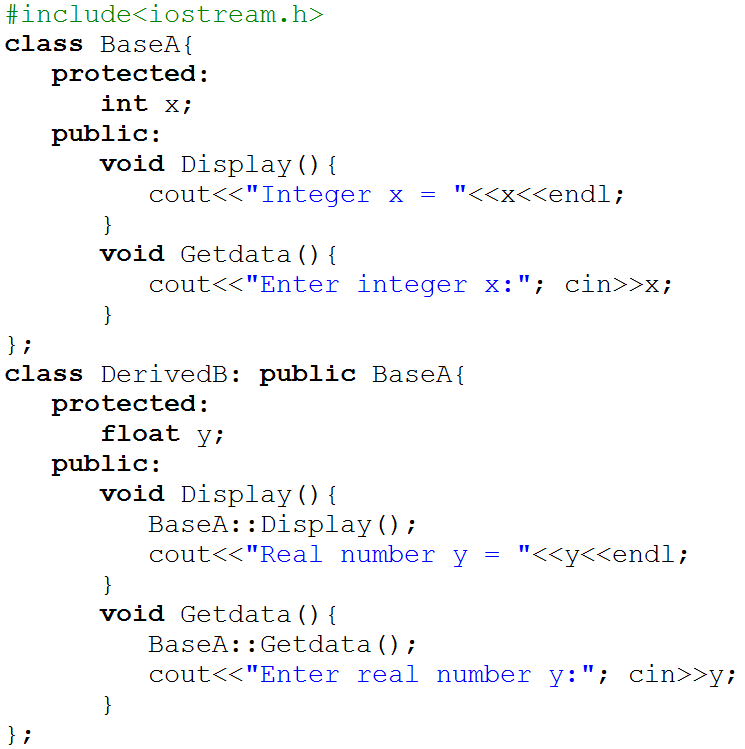 #include<iostream.h>
class BaseA{
   protected:
      int x;
   public:
      void Display(){
         cout<<"Integer x = "<<x<<endl;
      }
      void Getdata(){
         cout<<"Enter integer x:"; cin>>x;
      }
};
class DerivedB: public BaseA{
   protected:
      float y;
   public:
      void Display(){
         BaseA::Display();
         cout<<"Real number y = "<<y<<endl;
      }
      void Getdata(){
         BaseA::Getdata();
         cout<<"Enter real number y:"; cin>>y;
      }
};